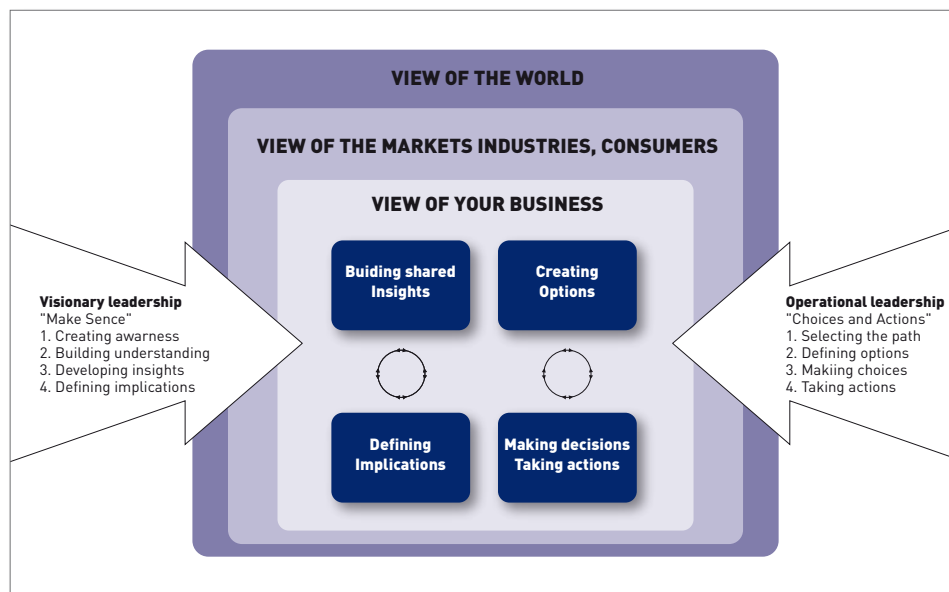 VIEW OF THE WORLD
VIEW OF THE MARKETS INDUSTRIES, CONSUMERS
VIEW OF YOUR BUSINESS
Buiding shared
Insights
Creating
Options
Visionary leadership
"Make Sence"
1. Creating awarness
2. Building understanding
3. Developing insights
4. Defining implications
Operational leadership
"Choices and Actions"
1. Selecting the path
2. Defining options
3. Makiing choices
4. Taking actions
Defining
Implications
Making decisions
Taking actions